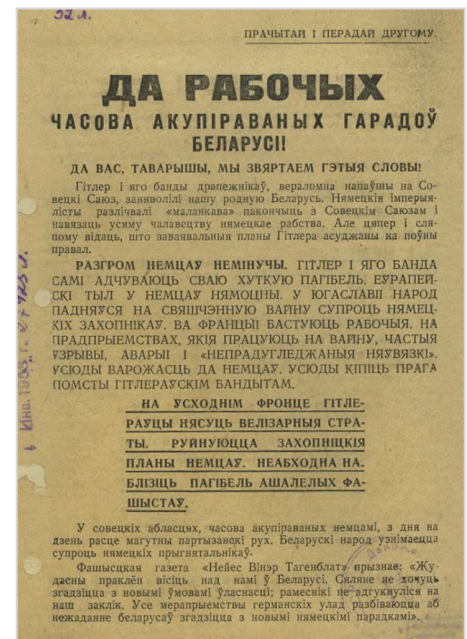 32 л.
ПРАЧЫТАЙ І ПЕРАДАЙ ДРУГОМУ.
ДА РАБОЧЫХ
ЧАСОВА АКУПІРАВАНЫХ ГАРАДОЎ
БЕЛАРУСІ!
ДА ВАС, ТАВАРЫШЫ, МЫ ЗВЯРТАЕМ ГЭТЫЯ СЛОВЫ!
Гітлер і яго банды драпежнікаў, вераломна напаўшы на Со-
вецкі Саюз, заняволілі нашу родную Беларусь. Нямецкія імперыя-
лісты разлічвалі «маланкава» пакончыць з Совецкім Саюзам і
навязаць усяму чалавецтву нямецкае рабства. Але цяпер і сля-
пому відаць, што заваявальныя планы Гітлера асуджаны на поўны
правал.
РАЗГРОМ НЕМЦАЎ НЕМІНУЧЫ. ГІТЛЕР І ЯГО БАНДА
САМІ АДЧУВАЮЦЬ СВАЮ ХУТКУЮ ПАГІБЕЛЬ. ЕЎРАПЕЙ-
СКІ ТЫЛ У НЕМЦАЎ НЯМОЦНЫ. У ЮГАСЛАВІІ НАРОД
ПАДНЯЎСЯ НА СВЯШЧЭННУЮ ВАЙНУ СУПРОЦЬ НЯМЕЦ-
КІХ ЗАХОПНІКАЎ. ВА ФРАНЦЫІ БАСТУЮЦЬ РАБОЧЫЯ. НА
ПРАДПРЫЕМСТВАХ, ЯКІЯ ПРАЦУЮЦЬ НА ВАЙНУ, ЧАСТЫЯ
ЎЗРЫВЫ, АВАРЫІ І «НЕПРАДУГЛЕДЖАНЫЯ НЯЎВЯЗКІ».
УСЮДЫ ВАРОЖАСЦЬ ДА НЕМЦАЎ. УСЮДЫ КІПІЦЬ ПРАГА
ПОМСТЫ ГІТЛЕРАЎСКІМ БАНДЫТАМ.
НА УСХОДНІМ ФРОНЦЕ ГІТЛЕ-
РАЎЦЫ НЯСУЦЬ ВЕЛІЗАРНЫЯ СТРА-
ТЫ. РУЙНУЮЦЦА ЗАХОПНІЦКІЯ
ПЛАНЫ НЕМЦАЎ. НЕАБХОДНА НА-
БЛІЗІЦЬ ПАГІБЕЛЬ АШАЛЕЛЫХ ФА-
ШЫСТАЎ.
У совецкіх абласцях, часова акупіраваных немцамі, з дня на
дзень расце магутны партызанскі рух. Беларускі народ узнімаецца
супроць нямецкіх прыгнятальнікаў.
Фашысцкая газета «Нейес Вінэр Тагенблат» прызнае: «Жу-
дасны праклён вісіць над намі ў Беларусі. Сяляне не хочуць
згадзіцца з новымі ўмовамі ўласнасці; рамеснікі не адгукнуліся на
наш заклік. Усе мерапрыемствы германскіх улад разбіваюцца аб
нежаданне беларусаў згадзіцца з новымі нямецкімі парадкамі».